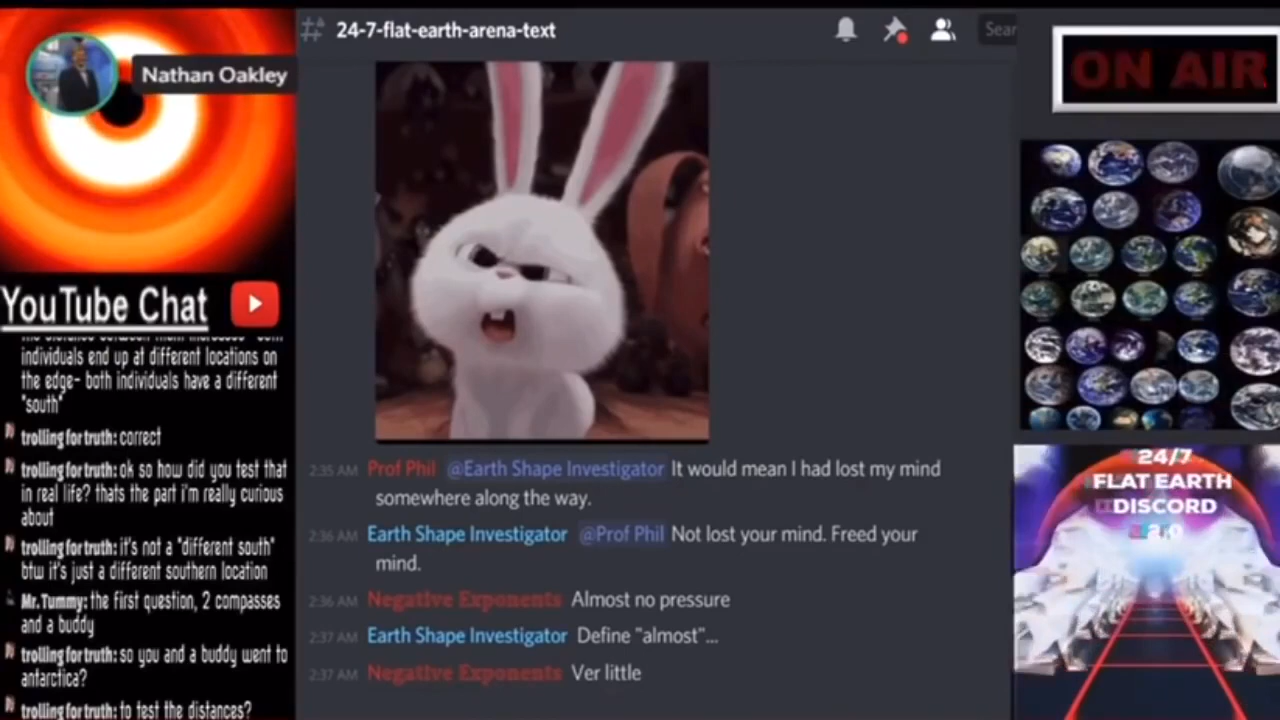 # 24-7-flat-earth-arena-text
Sear
ON AIR
Nathan Oakley
YouTube Chat
individuals end up at different locations on
the edge- both individuals have a different
"south"
trolling for truth: correct
trolling for truth: ok so how did you test that
in real life? thats the part i'm really curious
about
trolling for truth: it's not a "different south"
btw it's just a different southern location
Mr.Tummy: the first question, 2 compasses
and a buddy
trolling for truth: so you and a buddy went to
antarctica?
trolling for truth: to test the distances?
2:35 AM Prof Phil @Earth Shape Investigator It would mean I had lost my mind
somewhere along the way.
2:36 AM Earth Shape Investigator @Prof Phil Not lost your mind. Freed your
mind.
2:36 AM Negative Exponents Almost no pressure
2:37 AM Earth Shape Investigator Define "almost"...
2:37 AM Negative Exponents Ver little
24/7
FLAT EARTH
DISCORD